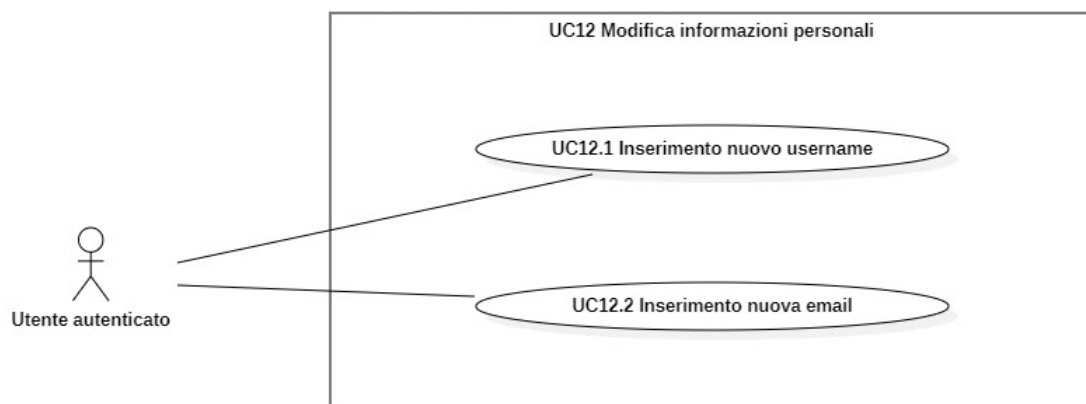 UC12 Modifica informazioni personali
UC12.1 Inserimento nuovo username
Utente autenticato
UC12.2 Inserimento nuova email